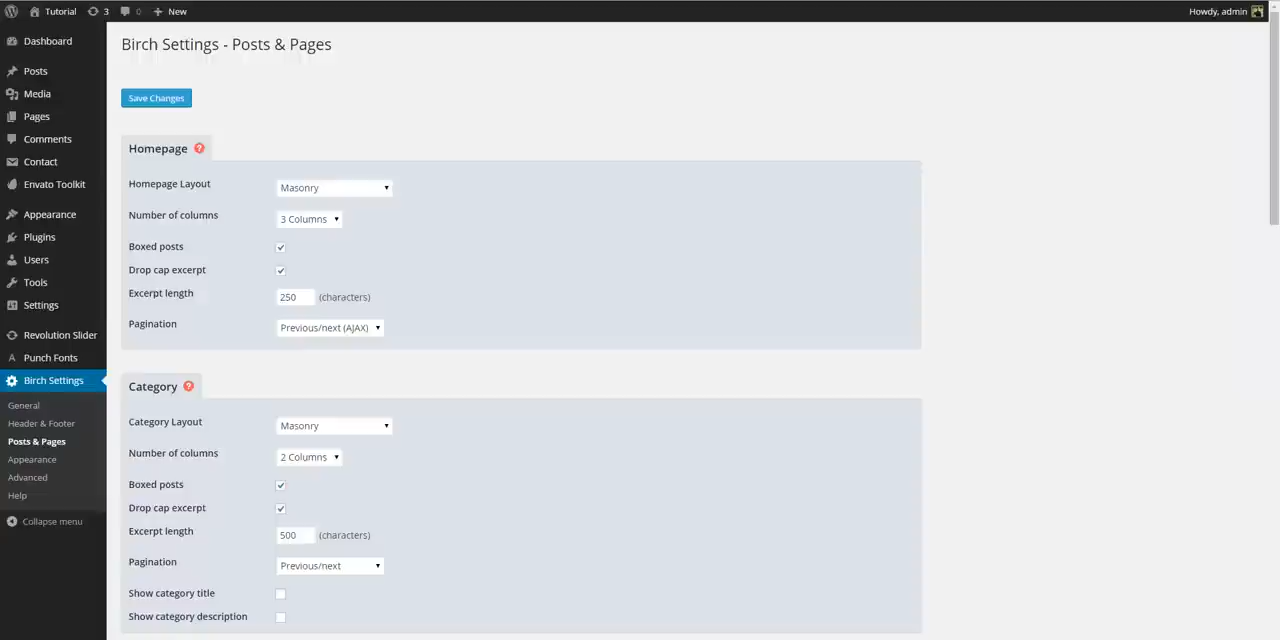 Tutorial 3 0 New Howdy, admin
Dashboard
Posts
Media
Pages
Comments
Contact
Envato Toolkit
Appearance
Plugins
Users
Tools
Settings
Revolution Slider
Punch Fonts
Birch Settings
General
Header & Footer
Posts & Pages
Appearance
Advanced
Help
Collapse menu
Birch Settings - Posts & Pages
Save Changes
Homepage ?
Homepage Layout Masonry
Number of columns 3 Columns
Boxed posts
Drop cap excerpt
Excerpt length 250 (characters)
Pagination Previous/next (AJAX)
Category ?
Category Layout Masonry
Number of columns 2 Columns
Boxed posts
Drop cap excerpt
Excerpt length 500 (characters)
Pagination Previous/next
Show category title
Show category description